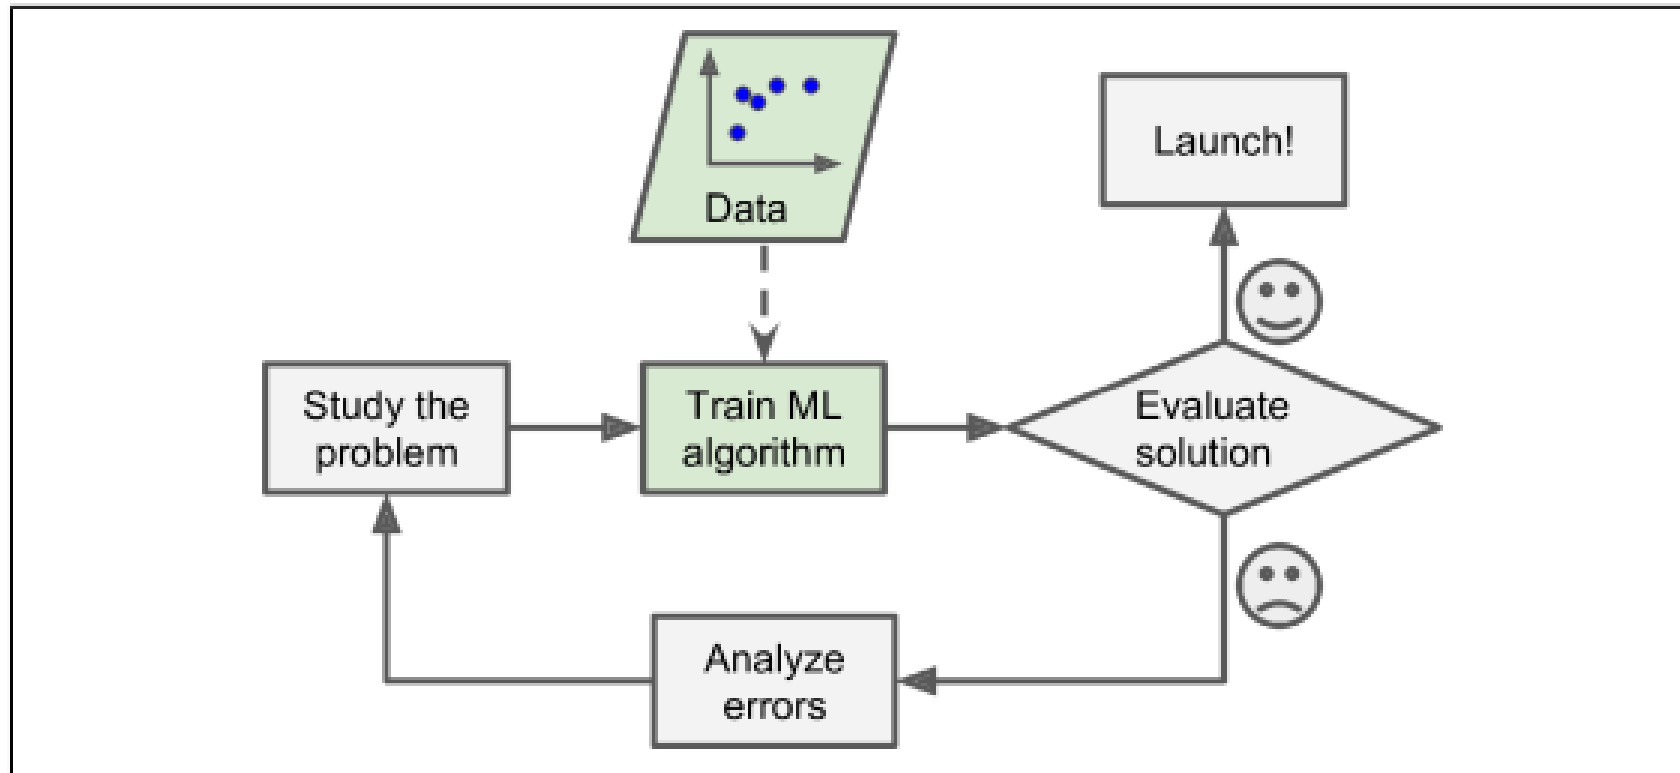 Data
Launch!
Study the
problem
Train ML
algorithm
Evaluate
solution
Analyze
errors